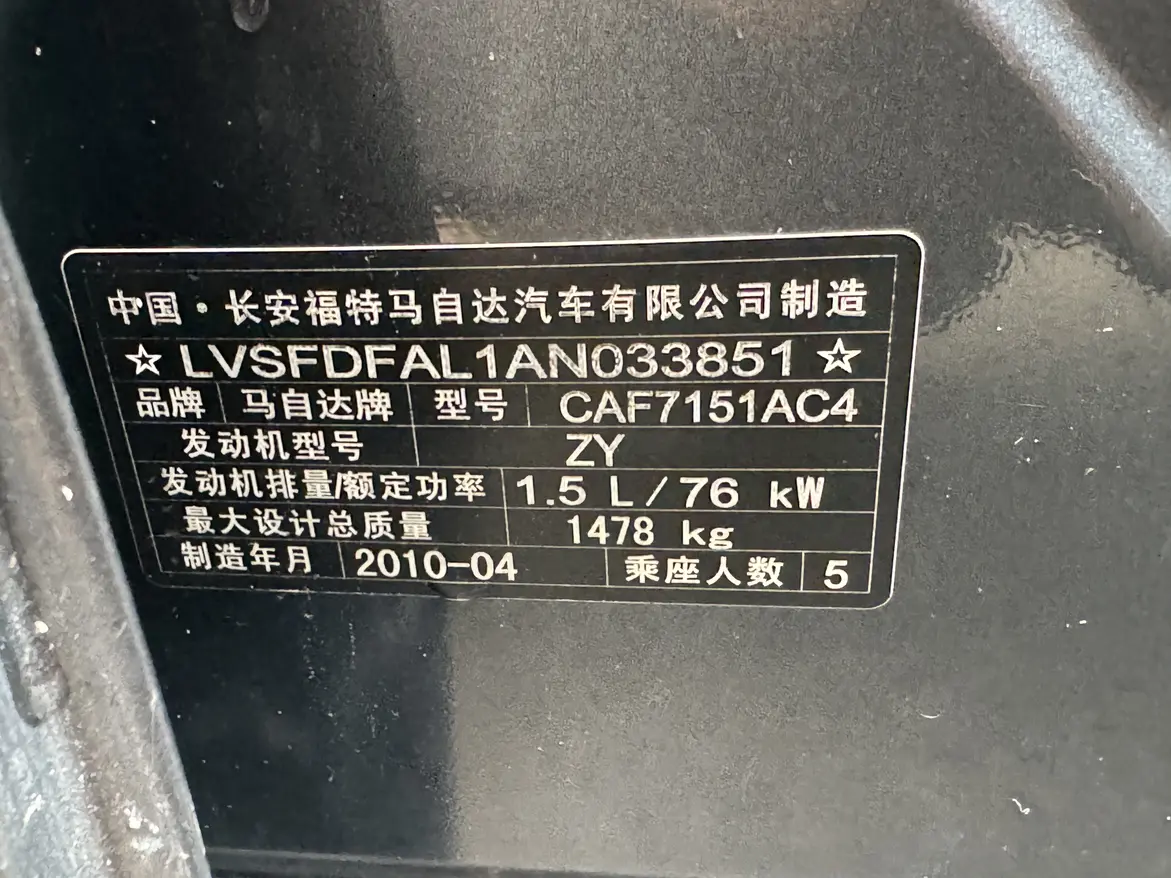 中国·长安福特马自达汽车有限公司制造
☆LVSFDFAL1AN033851☆
品牌 马自达牌 型号 CAF7151AC4
发动机型号 ZY
发动机排量/额定功率 1.5 L/76 kW
最大设计总质量 1478 kg
制造年月 2010-04 乘座人数 5